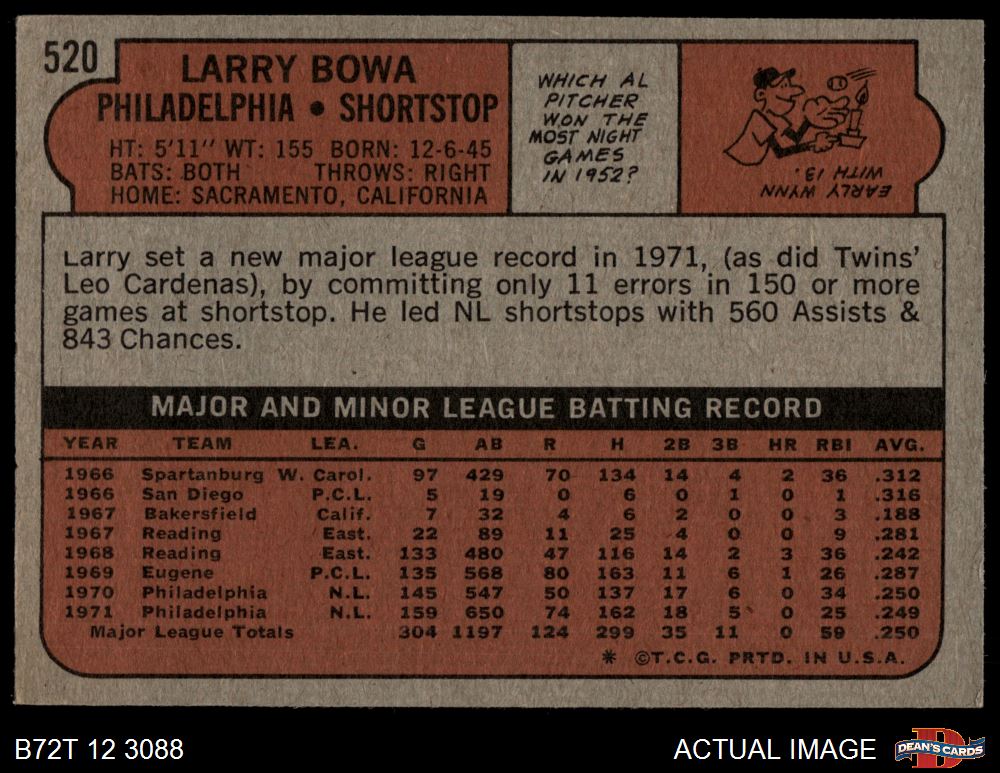 520
LARRY BOWA
PHILADELPHIA • SHORTSTOP
HT: 5'11" WT: 155 BORN: 12-6-45
BATS: BOTH THROWS: RIGHT
HOME: SACRAMENTO, CALIFORNIA
WHICH AL
PITCHER
WON THE
MOST NIGHT
GAMES
IN 1952?
EARLY WYNN
WITH 13.
Larry set a new major league record in 1971, (as did Twins'
Leo Cardenas), by committing only 11 errors in 150 or more
games at shortstop. He led NL shortstops with 560 Assists &
843 Chances.
MAJOR AND MINOR LEAGUE BATTING RECORD
YEAR TEAM LEA. G AB R H 2B 3B HR RBI AVG.
1966 Spartanburg W. Carol. 97 429 70 134 14 4 2 36 .312
1966 San Diego P.C.L. 5 19 0 6 0 1 0 1 .316
1967 Bakersfield Calif. 7 32 4 6 2 0 0 3 .188
1967 Reading East. 22 89 11 25 4 0 0 9 .281
1968 Reading East. 133 480 47 116 14 2 3 36 .242
1969 Eugene P.C.L. 135 568 80 163 11 6 1 26 .287
1970 Philadelphia N.L. 145 547 50 137 17 6 0 34 .250
1971 Philadelphia N.L. 159 650 74 162 18 5 0 25 .249
Major League Totals 304 1197 124 299 35 11 0 59 .250
* ©T.C.G. PRTD. IN U.S.A.
B72T 12 3088
ACTUAL IMAGE
D
DEAN'S CARDS